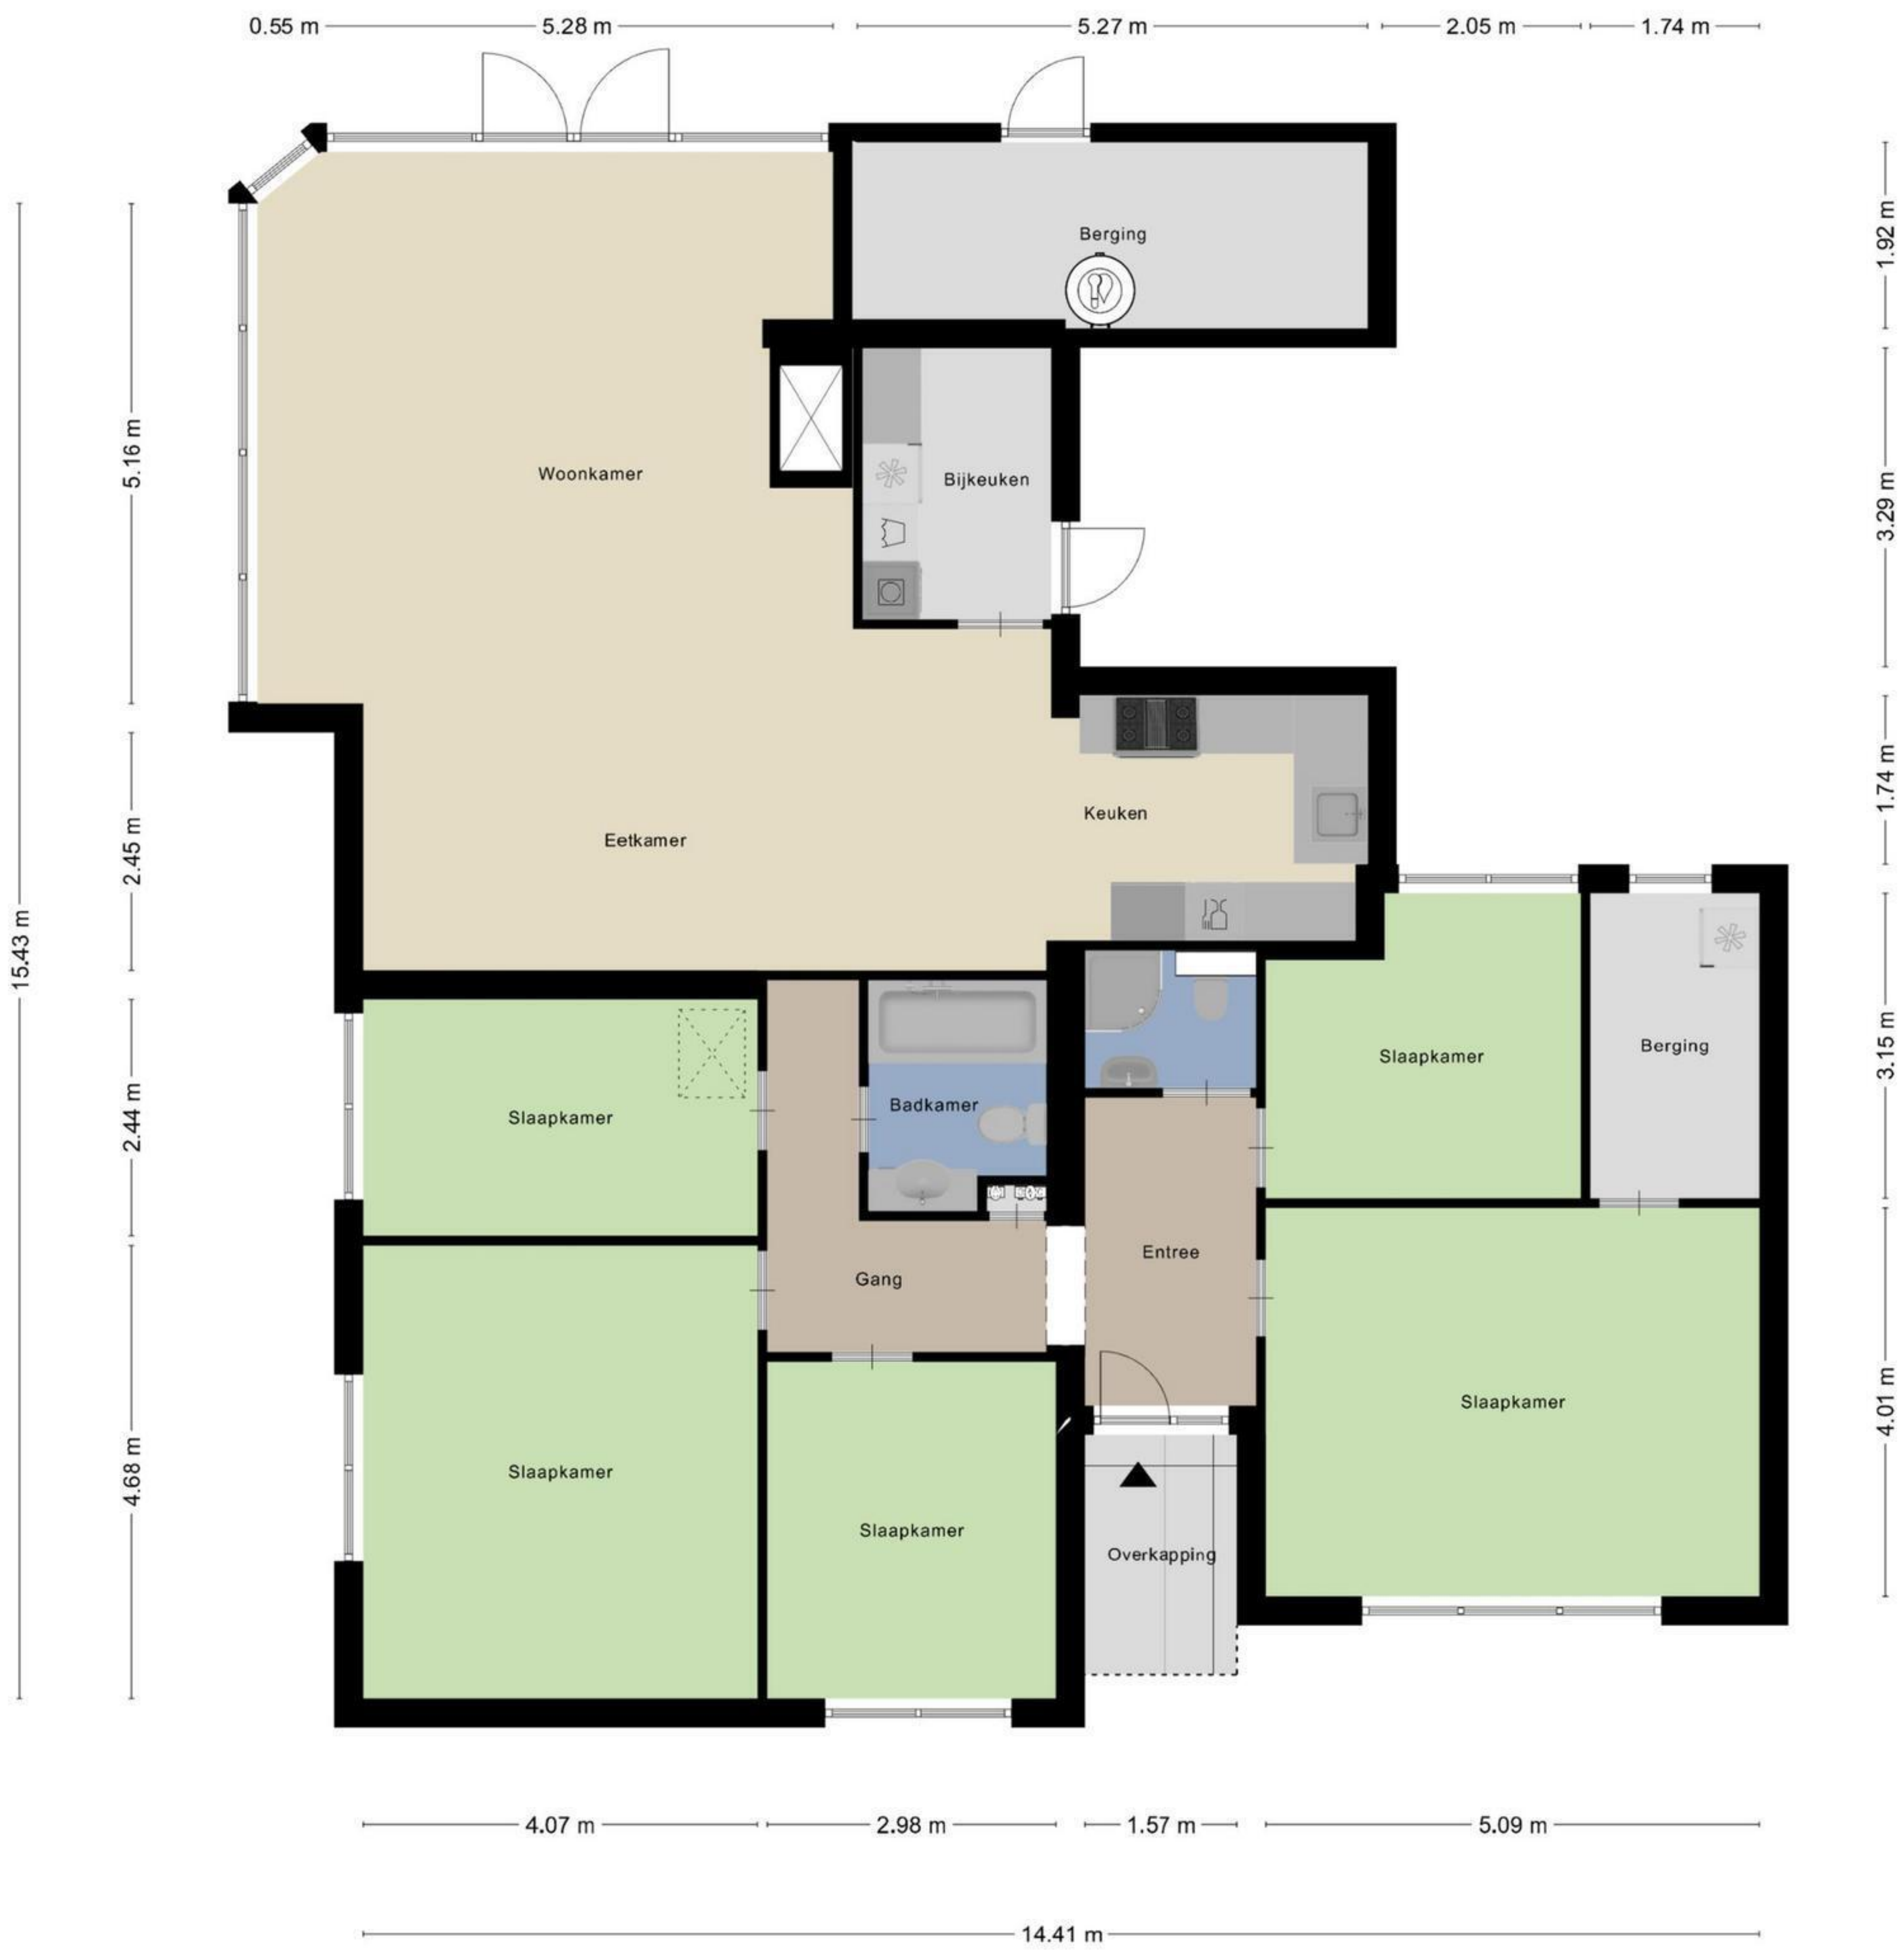 0.55 m 5.28 m 5.27 m 2.05 m 1.74 m
Berging
1.92 m
Woonkamer
Bijkeuken
5.16 m
3.29 m
Keuken
Eetkamer
2.45 m
1.74 m
15.43 m
Slaapkamer
Badkamer
Slaapkamer
Berging
2.44 m
3.15 m
Gang
Entree
Slaapkamer
Slaapkamer
Slaapkamer
Overkapping
4.68 m
4.01 m
4.07 m 2.98 m 1.57 m 5.09 m
14.41 m